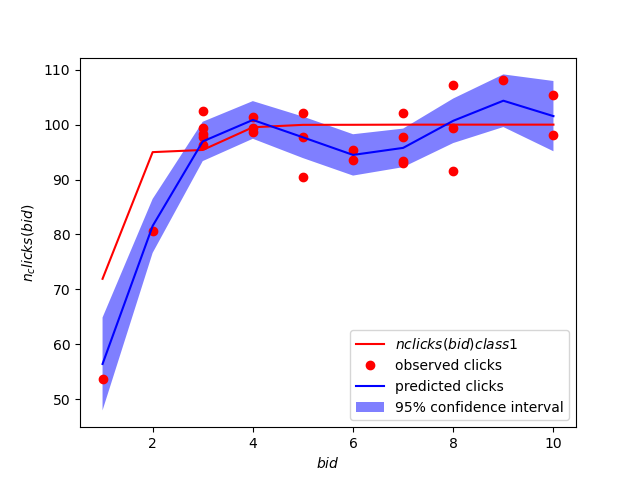 110
100
90
80
70
60
50
n_clicks(bid)
2
4
6
8
10
bid
nclicks(bid)class1
observed clicks
predicted clicks
95% confidence interval